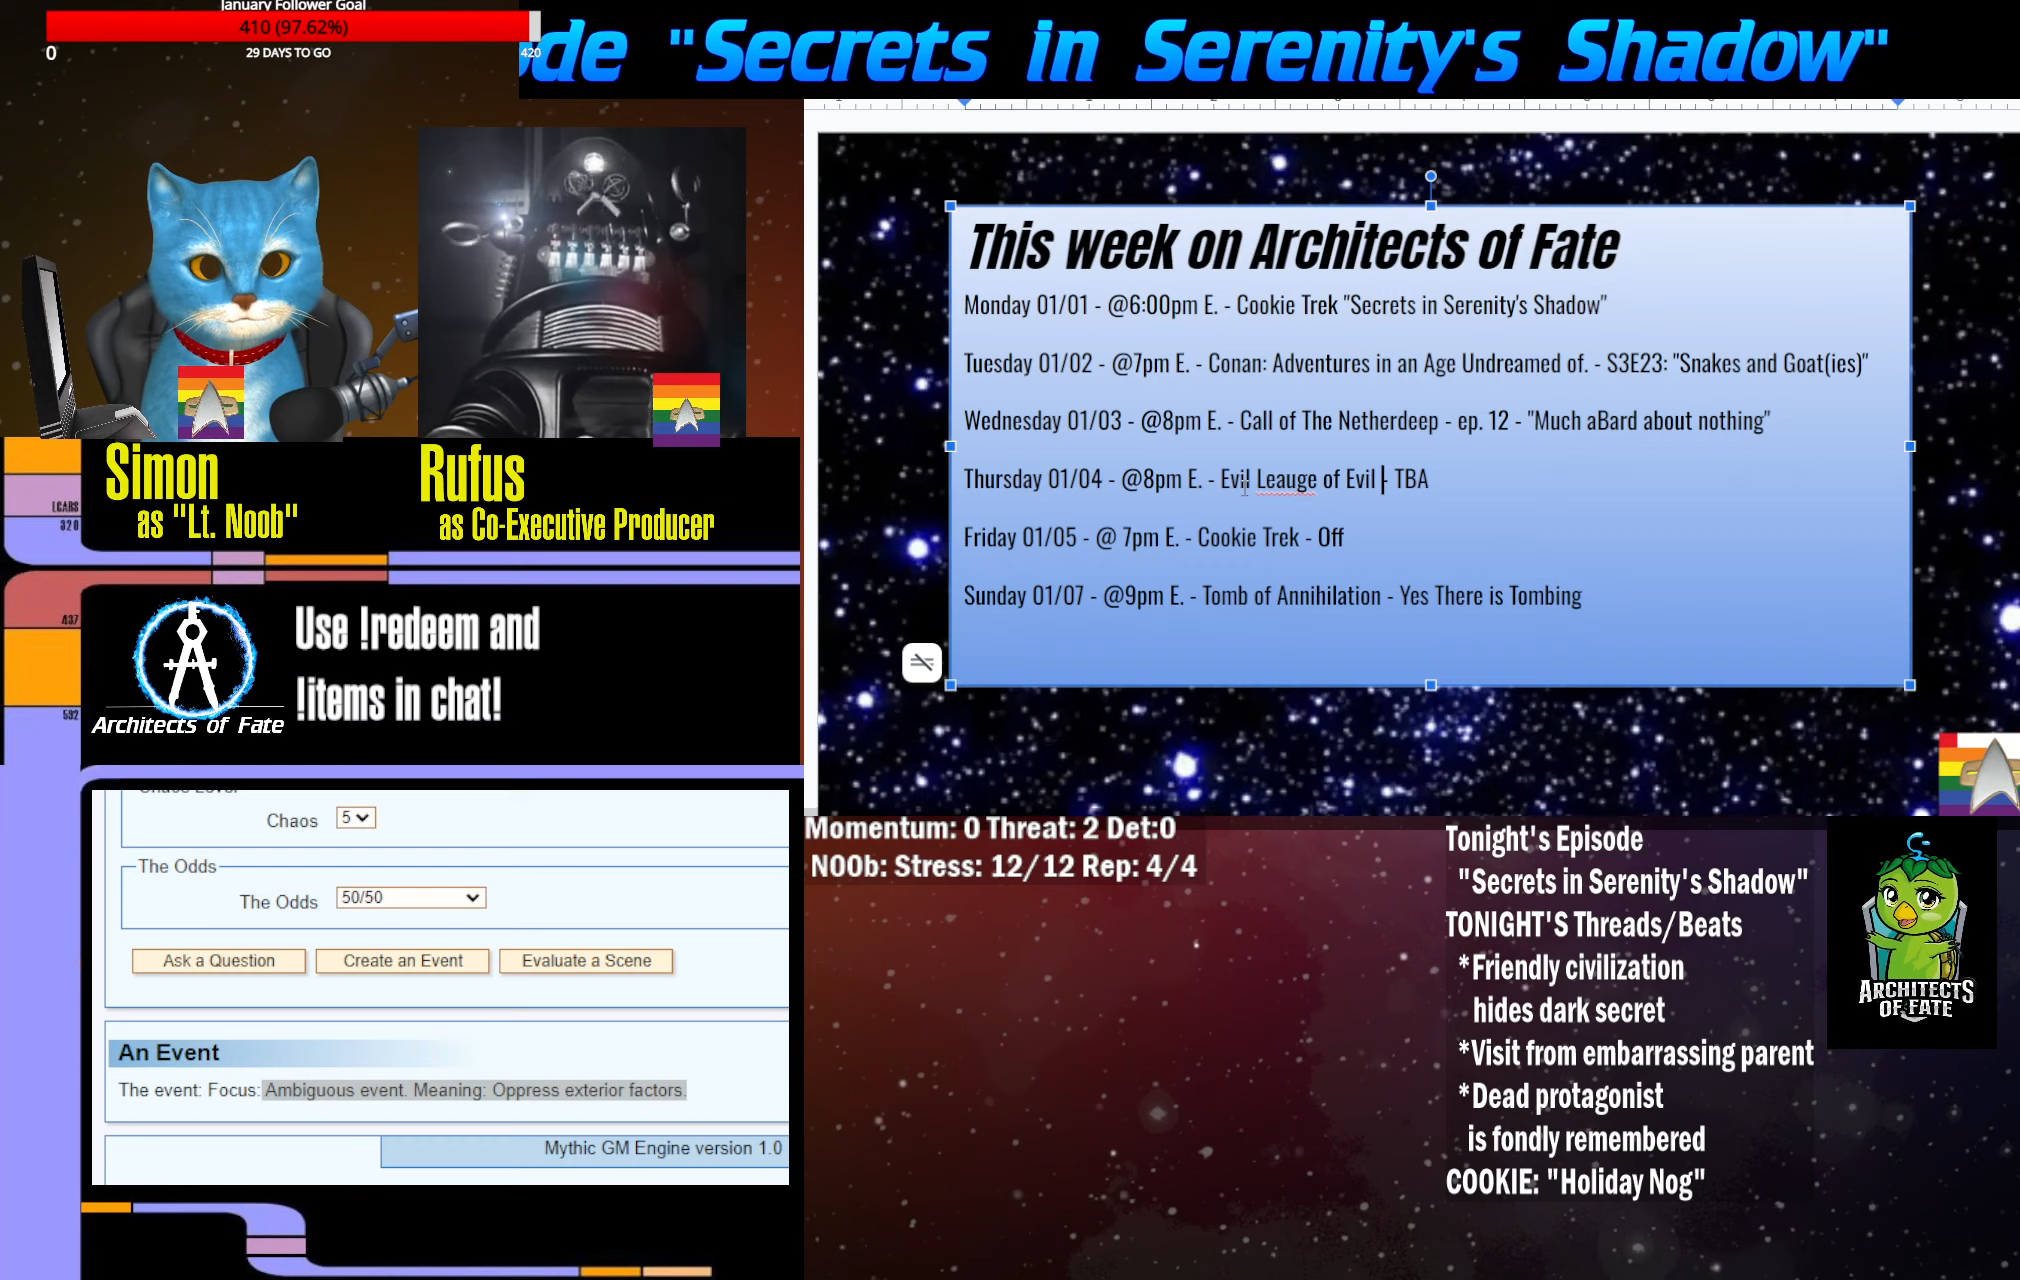 January Follower Goal
410 (97.62%)
0
29 DAYS TO GO
420
de "Secrets in Serenity's Shadow"
This week on Architects of Fate
Monday 01/01 - @6:00pm E. - Cookie Trek "Secrets in Serenity's Shadow"
Tuesday 01/02 - @7pm E. - Conan: Adventures in an Age Undreamed of. - S3E23: "Snakes and Goat(ies)"
Wednesday 01/03 - @8pm E. - Call of The Netherdeep - ep. 12 - "Much aBard about nothing"
Thursday 01/04 - @8pm E. - Evil Leauge of Evil - TBA
Friday 01/05 - @ 7pm E. - Cookie Trek - Off
Sunday 01/07 - @9pm E. - Tomb of Annihilation - Yes There is Tombing
Simon
as "Lt. Noob"
Rufus
as Co-Executive Producer
LCARS
320
437
592
Use !redeem and
!items in chat!
Architects of Fate
Chaos Level
Chaos 5
The Odds
The Odds 50/50
Ask a Question Create an Event Evaluate a Scene
An Event
The event: Focus: Ambiguous event. Meaning: Oppress exterior factors.
Mythic GM Engine version 1.0
Momentum: 0 Threat: 2 Det:0
N00b: Stress: 12/12 Rep: 4/4
Tonight's Episode
"Secrets in Serenity's Shadow"
TONIGHT'S Threads/Beats
*Friendly civilization
hides dark secret
*Visit from embarrassing parent
*Dead protagonist
is fondly remembered
COOKIE: "Holiday Nog"
ARCHITECTS
OF FATE